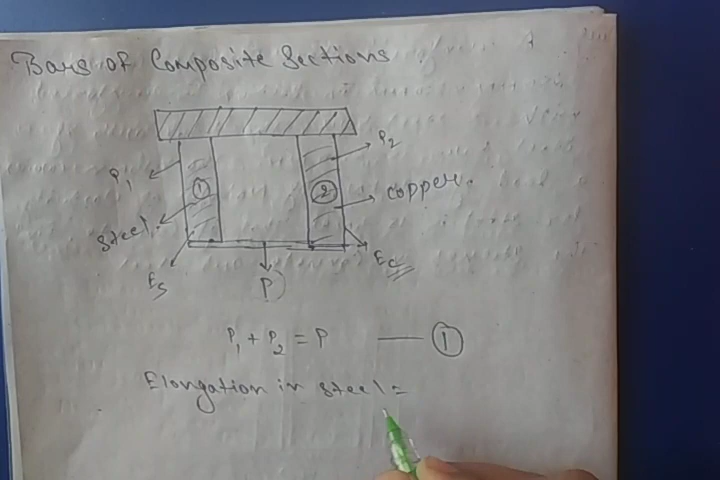 Bars of Composite Sections
P2
P1
①
②
copper.
steel.
Es
Ec
P
P1 + P2 = P — ①
Elongation in steel =